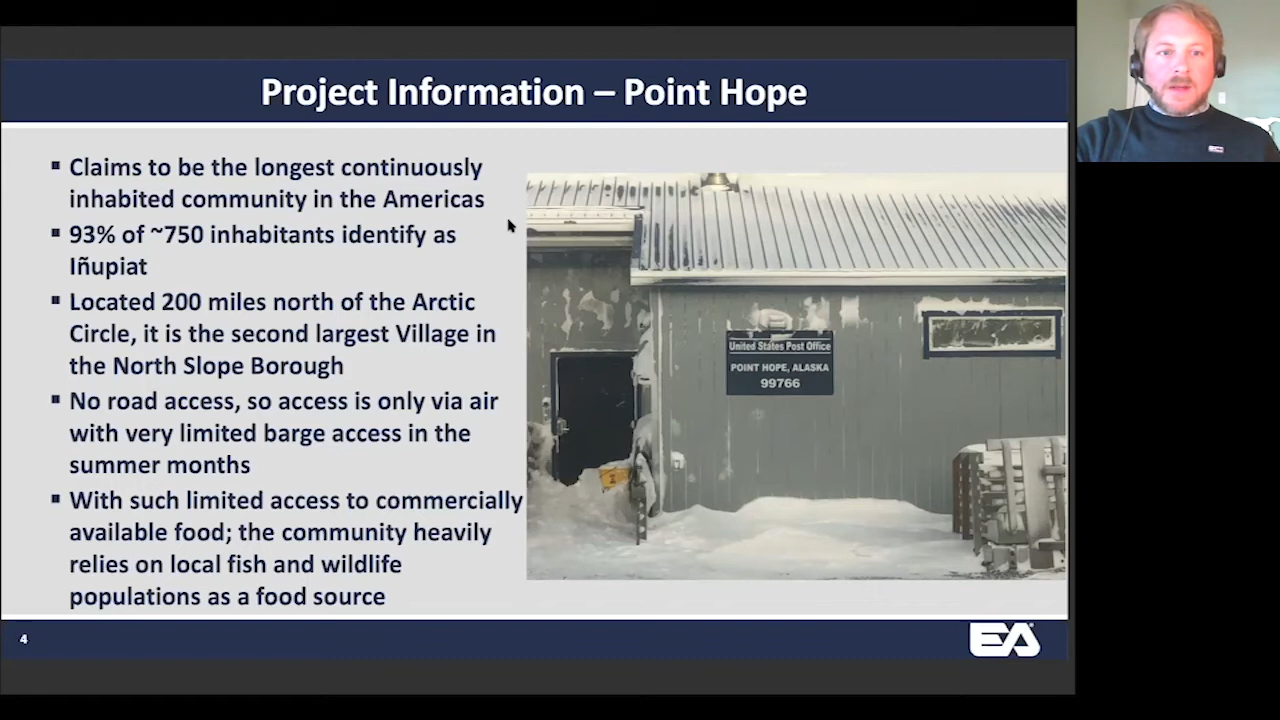 Project Information – Point Hope
▪ Claims to be the longest continuously
inhabited community in the Americas
▪ 93% of ~750 inhabitants identify as
Iñupiat
▪ Located 200 miles north of the Arctic
Circle, it is the second largest Village in
the North Slope Borough
▪ No road access, so access is only via air
with very limited barge access in the
summer months
▪ With such limited access to commercially
available food; the community heavily
relies on local fish and wildlife
populations as a food source
United States Post Office
POINT HOPE, ALASKA
99766
4
EA